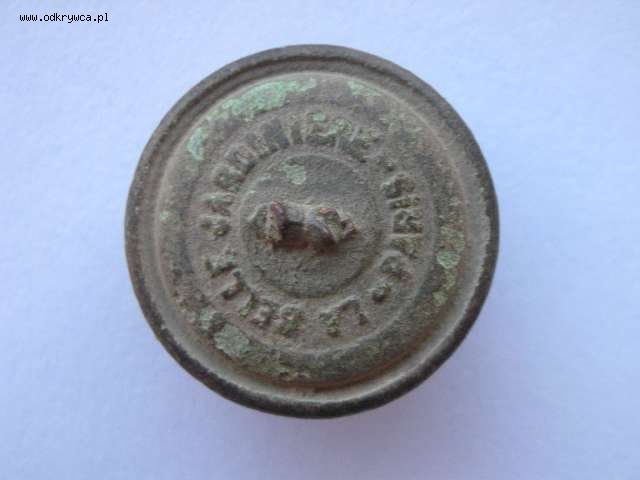 www.odkrywca.pl
LA BELLE JARDINIERE • PARIS •